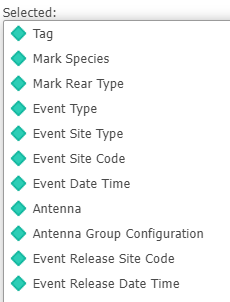 Selected:
Tag
Mark Species
Mark Rear Type
Event Type
Event Site Type
Event Site Code
Event Date Time
Antenna
Antenna Group Configuration
Event Release Site Code
Event Release Date Time